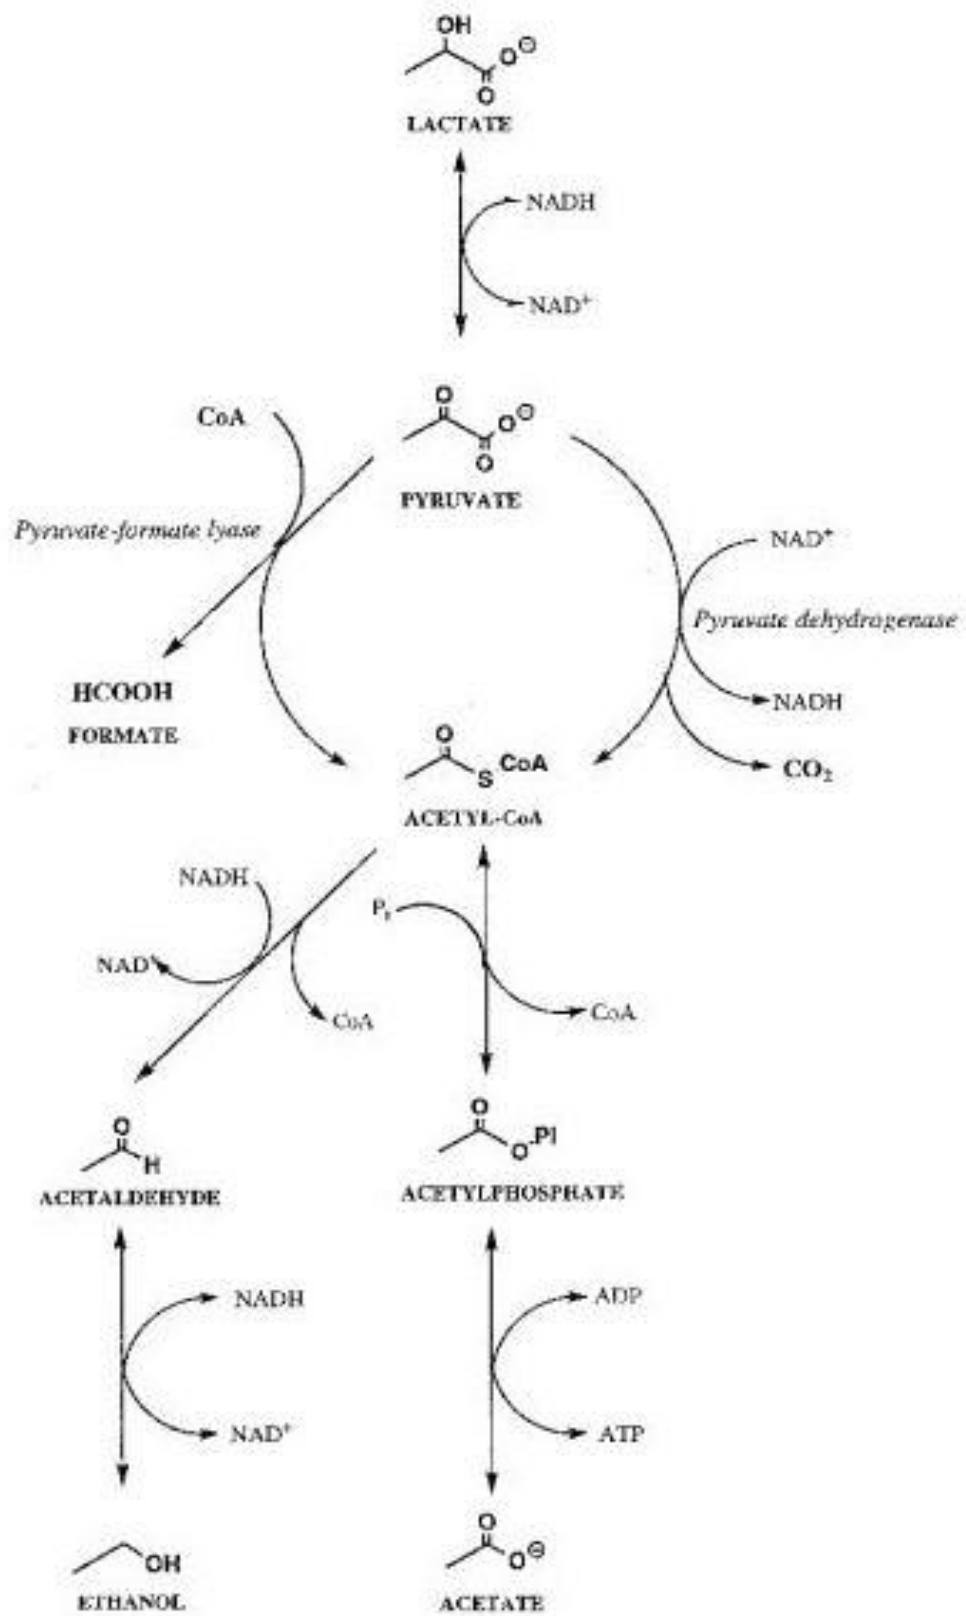 OH
O⊖
O
LACTATE
NADH
NAD⁺
O
CoA
O⊖
O
PYRUVATE
Pyruvate-formate lyase
NAD⁺
Pyruvate dehydrogenase
HCOOH
FORMATE
NADH
O
S CoA
CO₂
ACETYL-CoA
NADH
Pᵢ
NAD
CoA
CoA
O
H
O
O-PI
ACETALDEHYDE
ACETYLPHOSPHATE
NADH
ADP
NAD⁺
ATP
O
OH
O⊖
ETHANOL
ACETATE